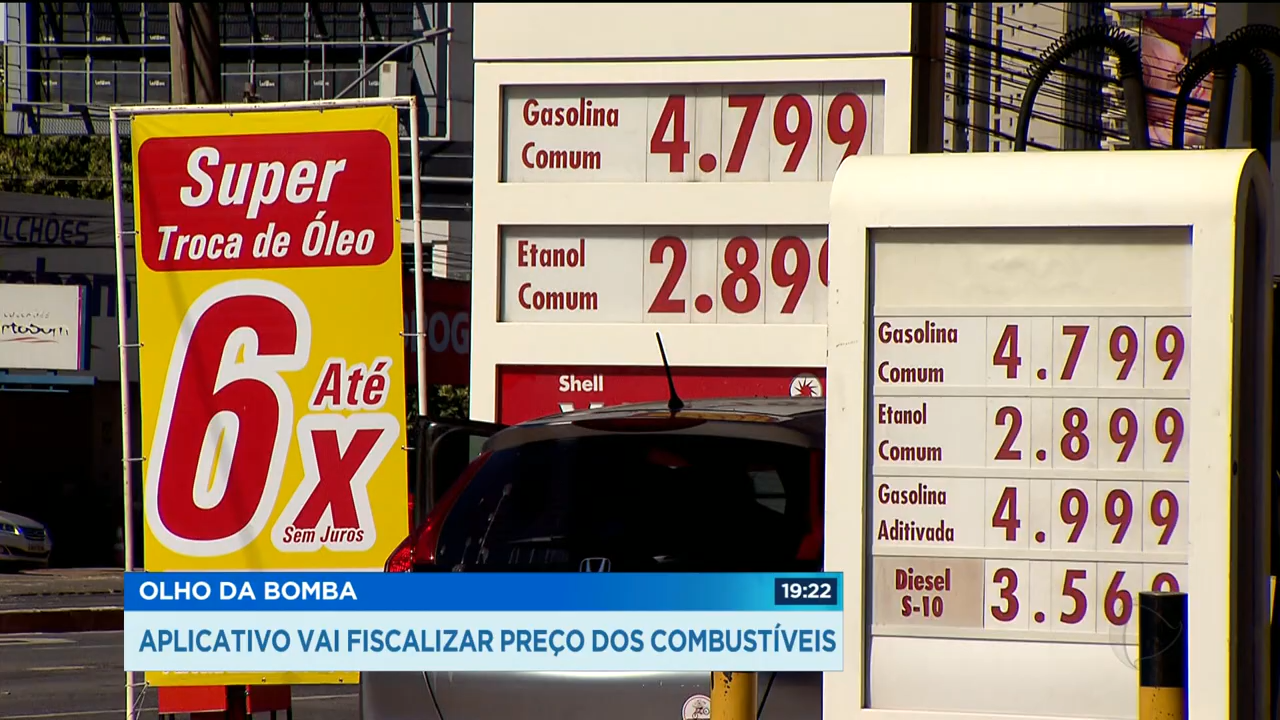 Super
Troca de Óleo
6
Até
x
Sem Juros
Gasolina
Comum
4.799
Etanol
Comum
2.899
Shell
Gasolina
Comum
4.799
Etanol
Comum
2.899
Gasolina
Aditivada
4.999
Diesel
S-10
3.569
OLHO DA BOMBA
19:22
APLICATIVO VAI FISCALIZAR PREÇO DOS COMBUSTÍVEIS